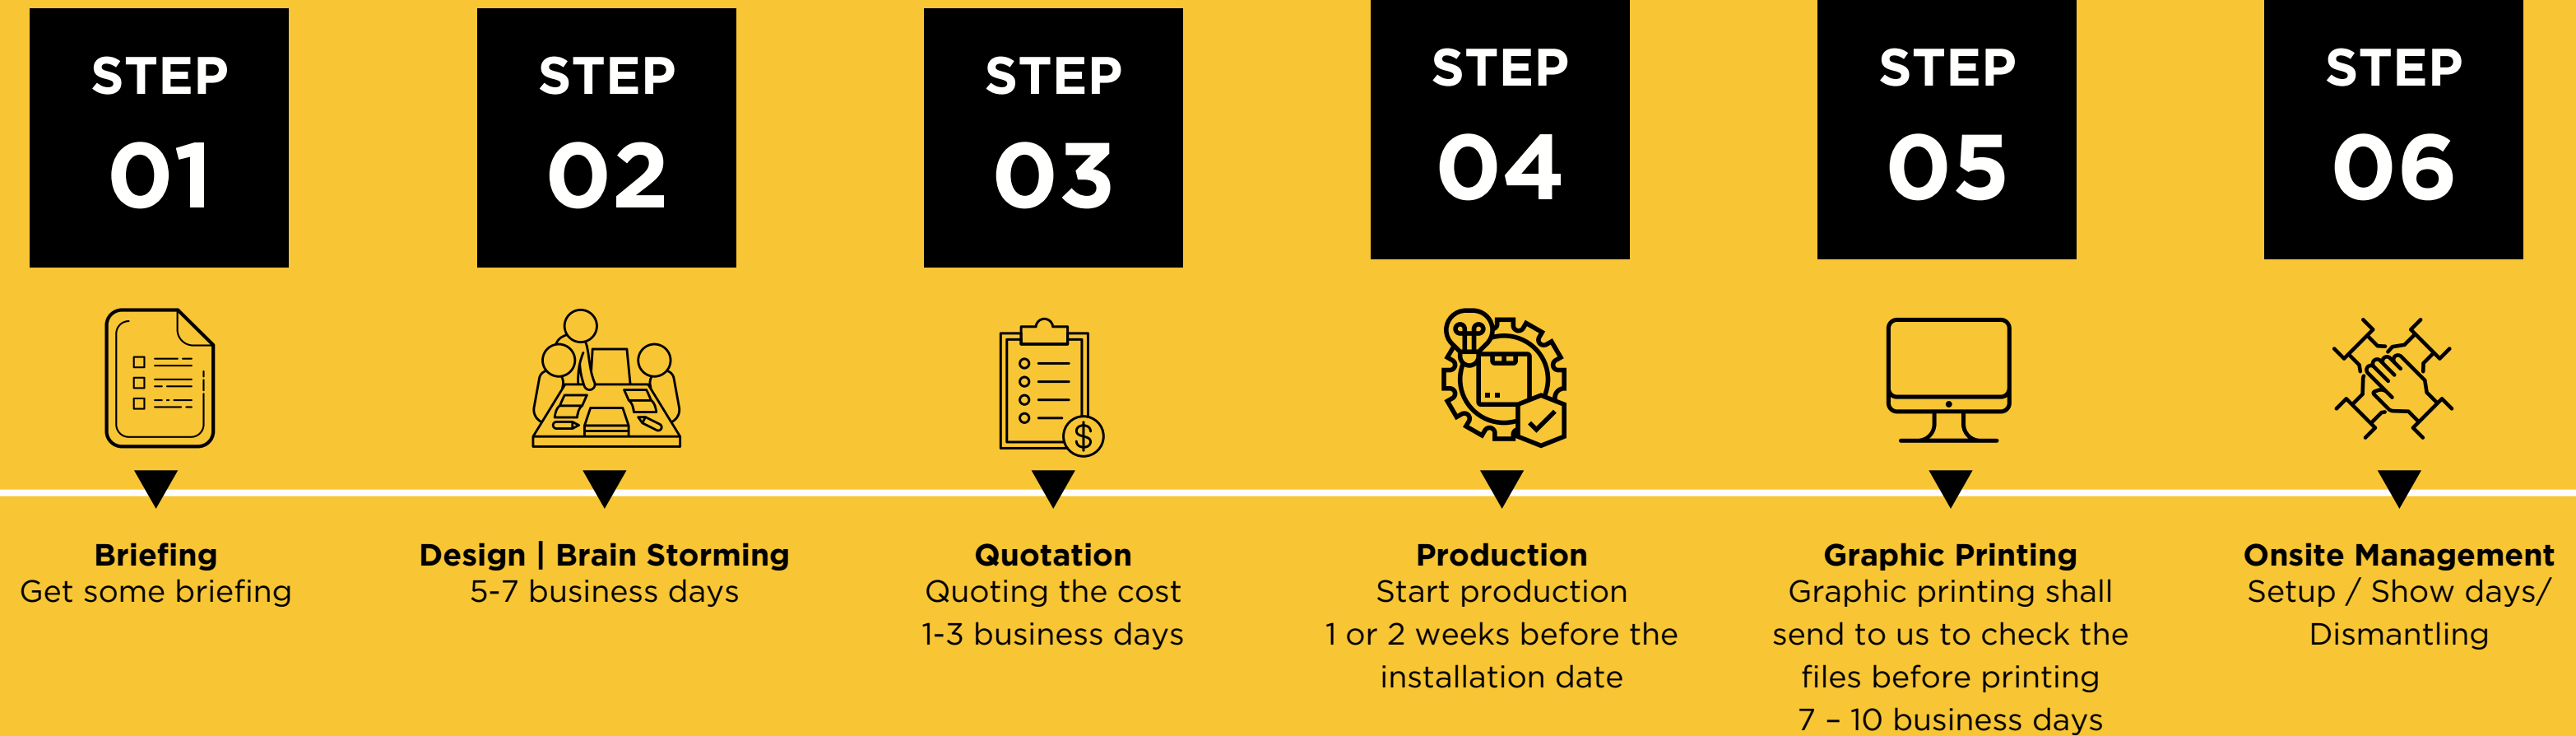 STEP
01
STEP
02
STEP
03
STEP
04
STEP
05
STEP
06
$
Briefing
Get some briefing
Design | Brain Storming
5-7 business days
Quotation
Quoting the cost
1-3 business days
Production
Start production
1 or 2 weeks before the
installation date
Graphic Printing
Graphic printing shall
send to us to check the
files before printing
7 – 10 business days
Onsite Management
Setup / Show days/
Dismantling